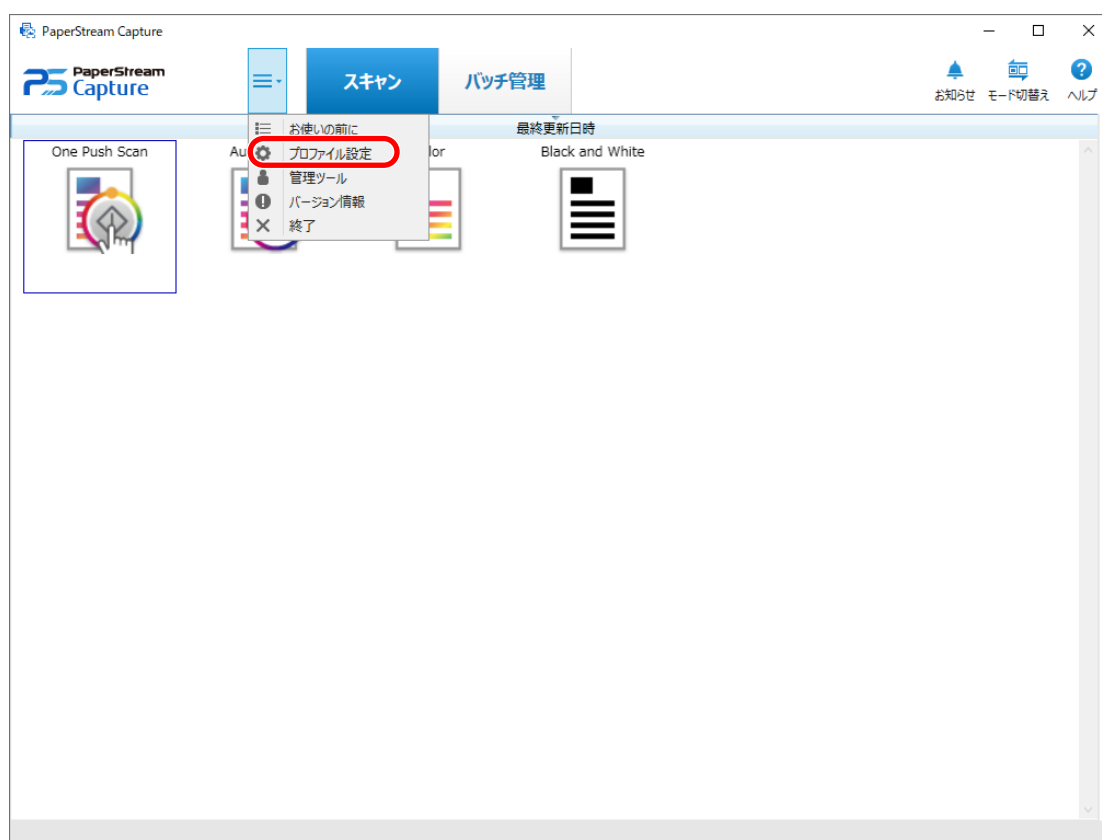 PaperStream Capture
PaperStream
Capture
スキャン
バッチ管理
お知らせ
モード切替え
ヘルプ
最終更新日時
お使いの前に
プロファイル設定
管理ツール
バージョン情報
終了
One Push Scan
Au
lor
Black and White